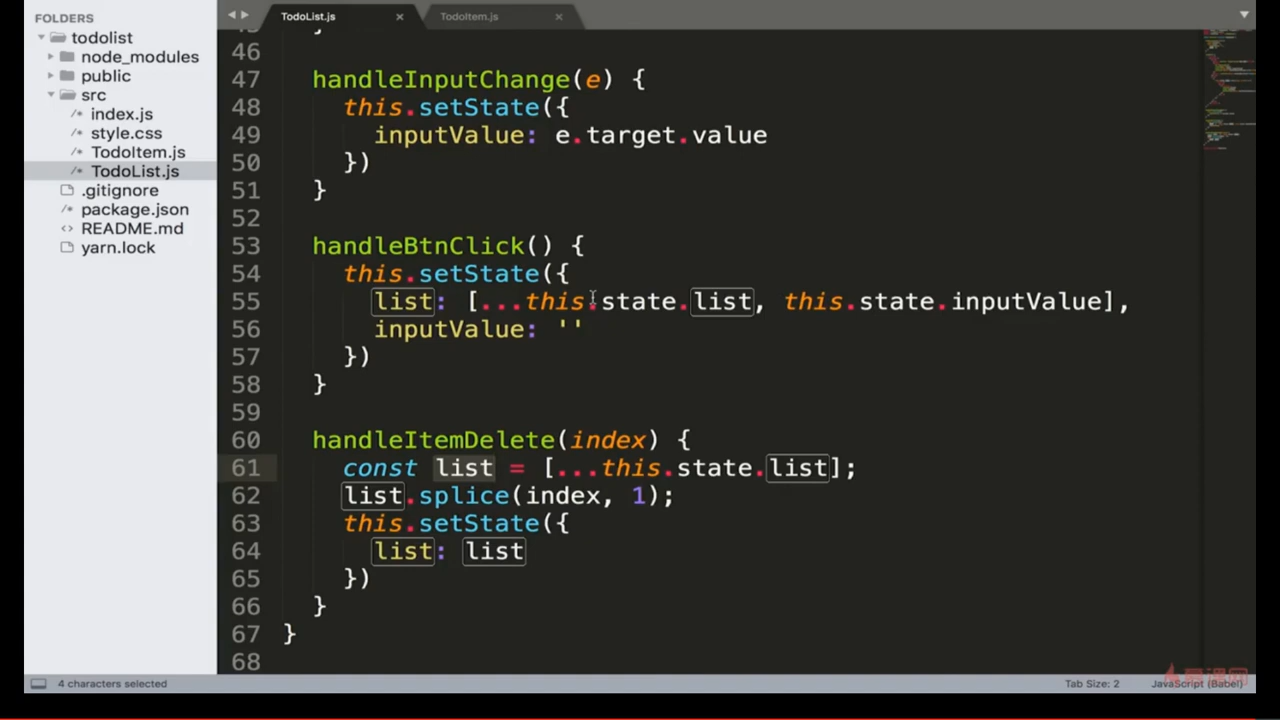 FOLDERS
todolist
node_modules
public
src
index.js
style.css
TodoItem.js
TodoList.js
.gitignore
package.json
README.md
yarn.lock
TodoList.js ×
TodoItem.js ×
46
47 handleInputChange(e) {
48 this.setState({
49 inputValue: e.target.value
50 })
51 }
52
53 handleBtnClick() {
54 this.setState({
55 list: [...this.state.list, this.state.inputValue],
56 inputValue: ''
57 })
58 }
59
60 handleItemDelete(index) {
61 const list = [...this.state.list];
62 list.splice(index, 1);
63 this.setState({
64 list: list
65 })
66 }
67 }
68
4 characters selected
Tab Size: 2
JavaScript (Babel)
慕课网